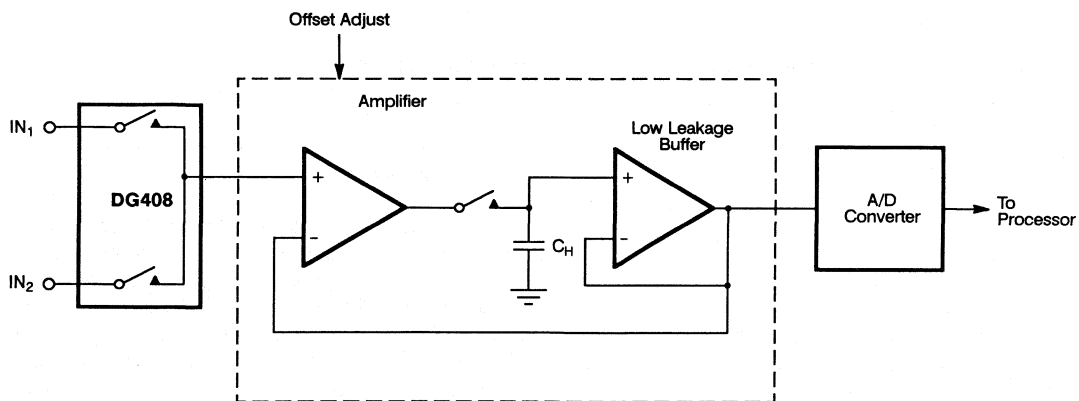 Offset Adjust
Amplifier
IN1
DG408
IN2
+
−
CH
Low Leakage
Buffer
+
−
A/D
Converter
To
Processor